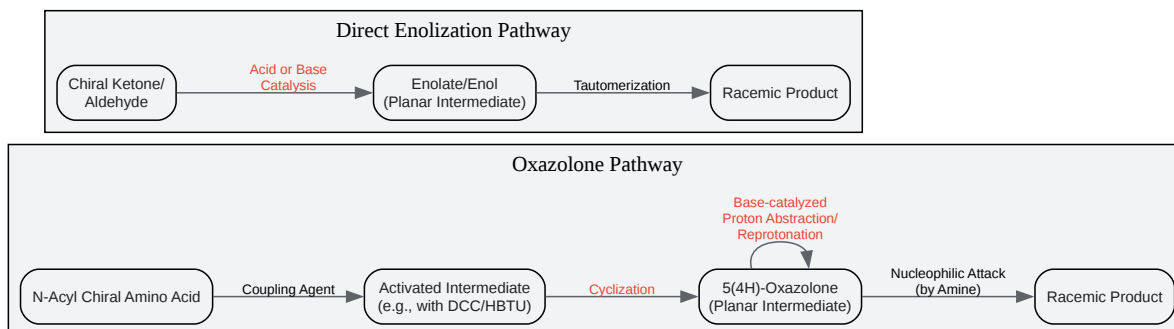 Direct Enolization Pathway
Chiral Ketone/
Aldehyde
Acid or Base
Catalysis
Enolate/Enol
(Planar Intermediate)
Tautomerization
Racemic Product
Oxazolone Pathway
N-Acyl Chiral Amino Acid
Coupling Agent
Activated Intermediate
(e.g., with DCC/HBTU)
Cyclization
Base-catalyzed
Proton Abstraction/
Reprotonation
5(4H)-Oxazolone
(Planar Intermediate)
Nucleophilic Attack
(by Amine)
Racemic Product